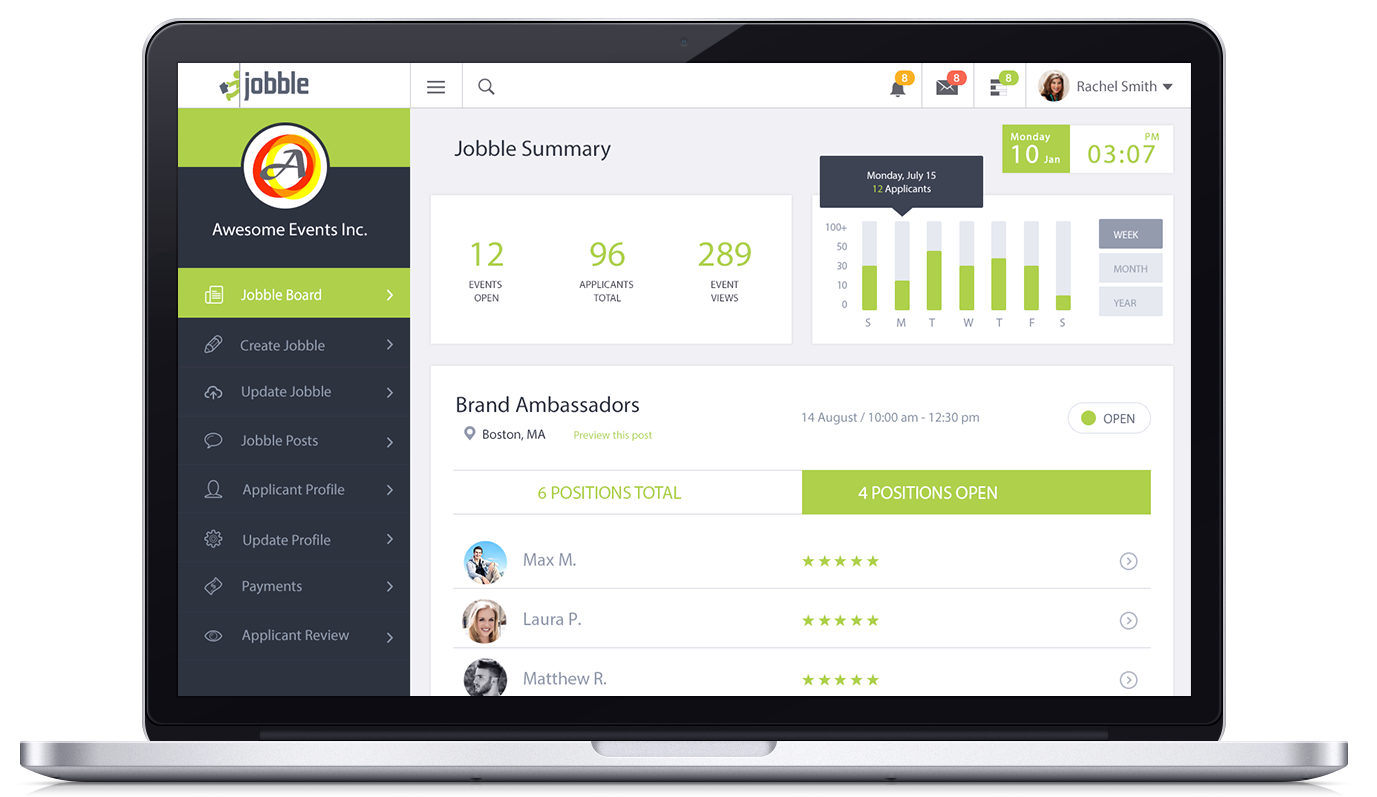 jobble
8
8
8
Rachel Smith
Awesome Events Inc.
Jobble Board
Create Jobble
Update Jobble
Jobble Posts
Applicant Profile
Update Profile
Payments
Applicant Review
Jobble Summary
Monday
10 Jan
PM
03:07
12
EVENTS
OPEN
96
APPLICANTS
TOTAL
289
EVENT
VIEWS
Monday, July 15
12 Applicants
100+
50
30
10
0
S M T W T F S
WEEK
MONTH
YEAR
Brand Ambassadors
Boston, MA
Preview this post
14 August / 10:00 am - 12:30 pm
OPEN
6 POSITIONS TOTAL
4 POSITIONS OPEN
Max M.
Laura P.
Matthew R.